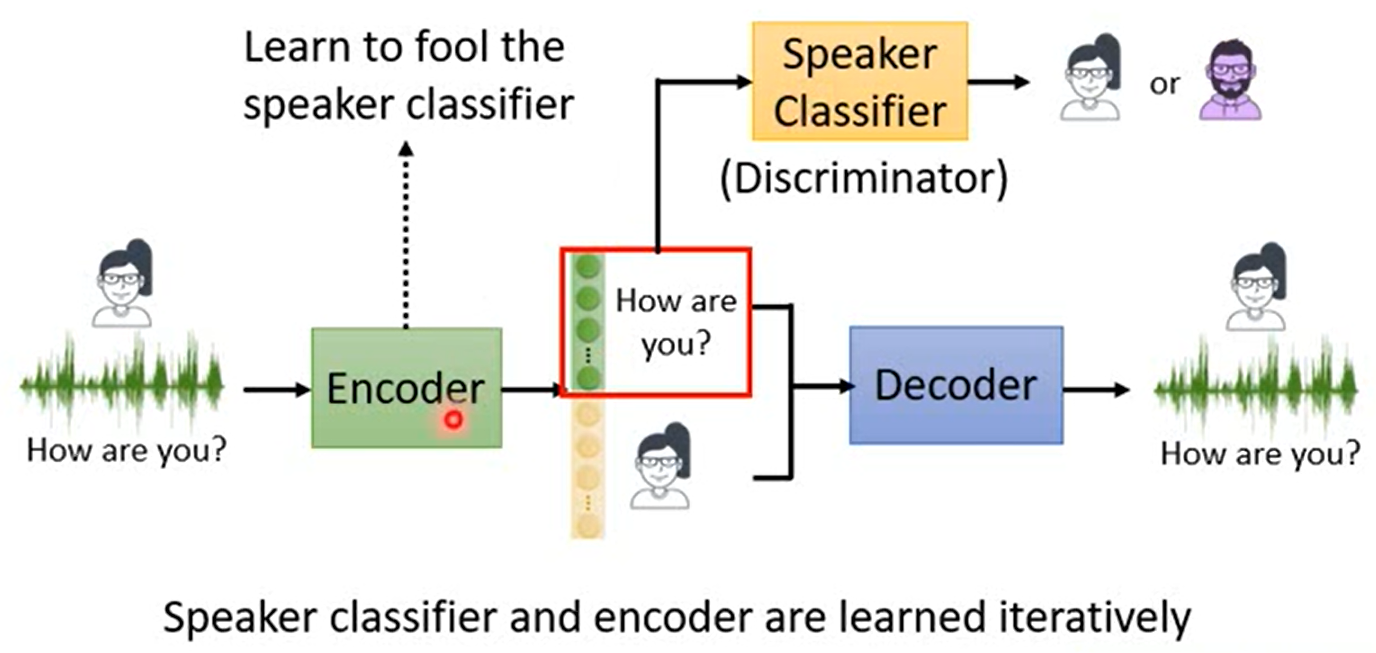 Learn to fool the
speaker classifier
Speaker
Classifier
or
(Discriminator)
How are
you?
Encoder
Decoder
How are you?
How are you?
Speaker classifier and encoder are learned iteratively